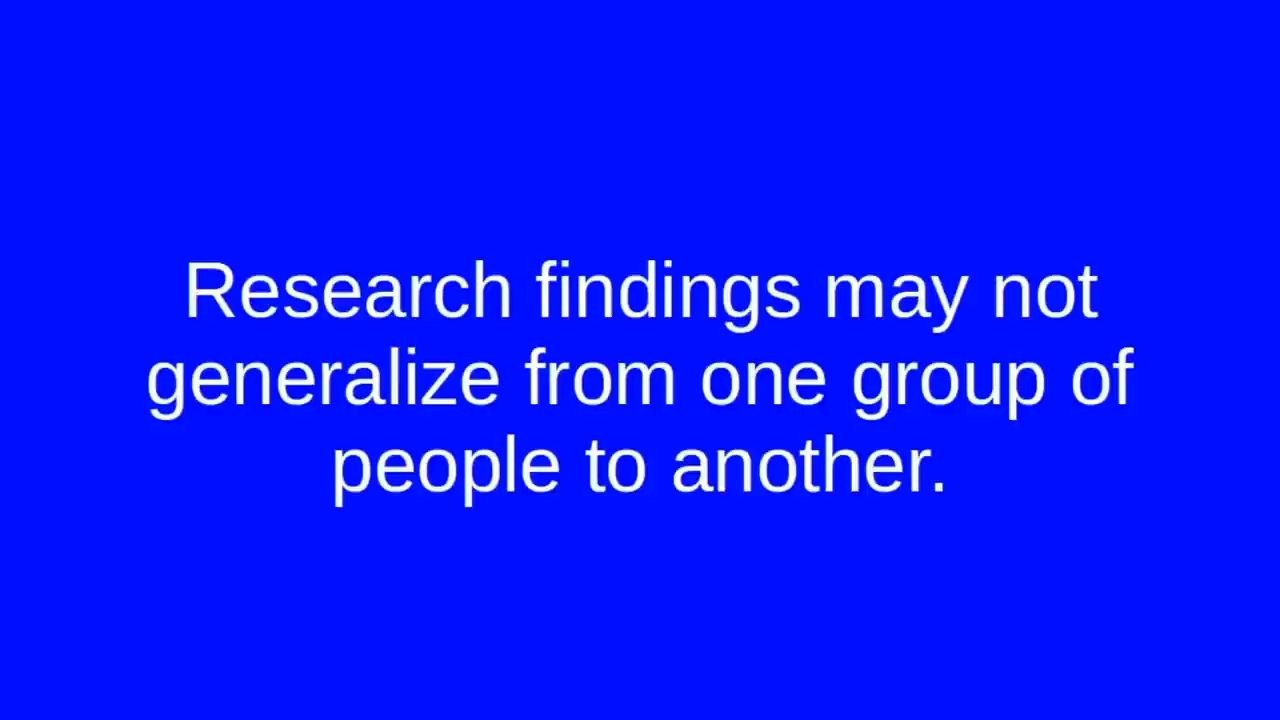 Research findings may not
generalize from one group of
people to another.